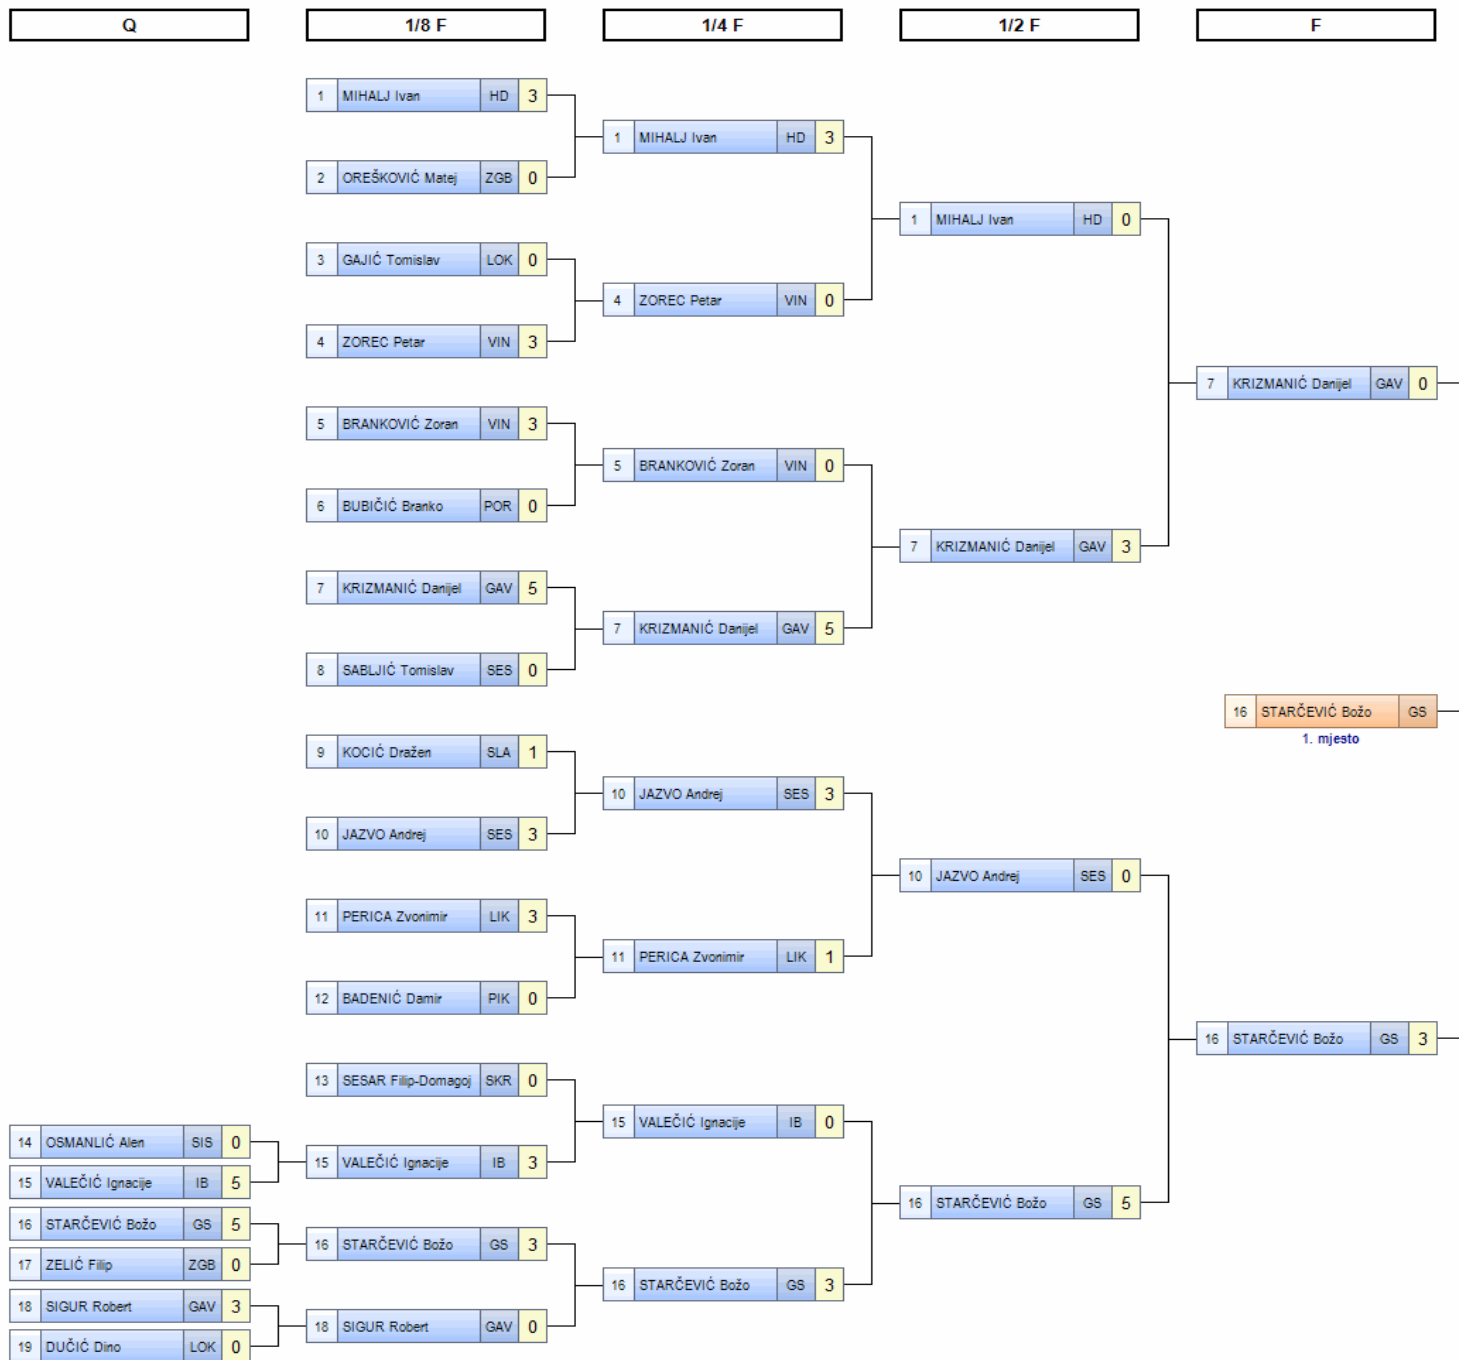 Q 1/8 F 1/4 F 1/2 F F
1 MIHALJ Ivan HD 3
1 MIHALJ Ivan HD 3
2 OREŠKOVIĆ Matej ZGB 0
1 MIHALJ Ivan HD 0
3 GAJIĆ Tomislav LOK 0
4 ZOREC Petar VIN 0
4 ZOREC Petar VIN 3
7 KRIZMANIĆ Danijel GAV 0
5 BRANKOVIĆ Zoran VIN 3
5 BRANKOVIĆ Zoran VIN 0
6 BUBIČIĆ Branko POR 0
7 KRIZMANIĆ Danijel GAV 3
7 KRIZMANIĆ Danijel GAV 5
7 KRIZMANIĆ Danijel GAV 5
8 SABLJIĆ Tomislav SES 0
16 STARČEVIĆ Božo GS
1. mjesto
9 KOCIĆ Dražen SLA 1
10 JAZVO Andrej SES 3
10 JAZVO Andrej SES 3
10 JAZVO Andrej SES 0
11 PERICA Zvonimir LIK 3
11 PERICA Zvonimir LIK 1
12 BADENIĆ Damir PIK 0
16 STARČEVIĆ Božo GS 3
13 SESAR Filip-Domagoj SKR 0
15 VALEČIĆ Ignacije IB 0
14 OSMANLIĆ Alen SIS 0
15 VALEČIĆ Ignacije IB 3
15 VALEČIĆ Ignacije IB 5
16 STARČEVIĆ Božo GS 5
16 STARČEVIĆ Božo GS 5
16 STARČEVIĆ Božo GS 3
17 ZELIĆ Filip ZGB 0
16 STARČEVIĆ Božo GS 3
18 SIGUR Robert GAV 3
18 SIGUR Robert GAV 0
19 DUČIĆ Dino LOK 0